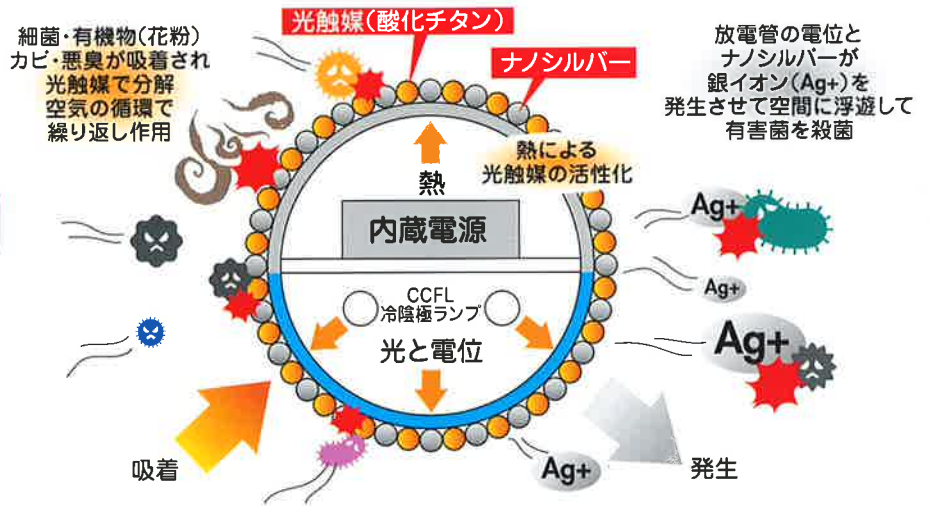 光触媒(酸化チタン)
ナノシルバー
細菌・有機物(花粉)
カビ・悪臭が吸着され
光触媒で分解
空気の循環で
繰り返し作用
放電管の電位と
ナノシルバーが
銀イオン(Ag+)を
発生させて空間に浮遊して
有害菌を殺菌
熱による
光触媒の活性化
熱
内蔵電源
CCFL
冷陰極ランプ
光と電位
Ag+
Ag+
Ag+
Ag+
吸着
発生